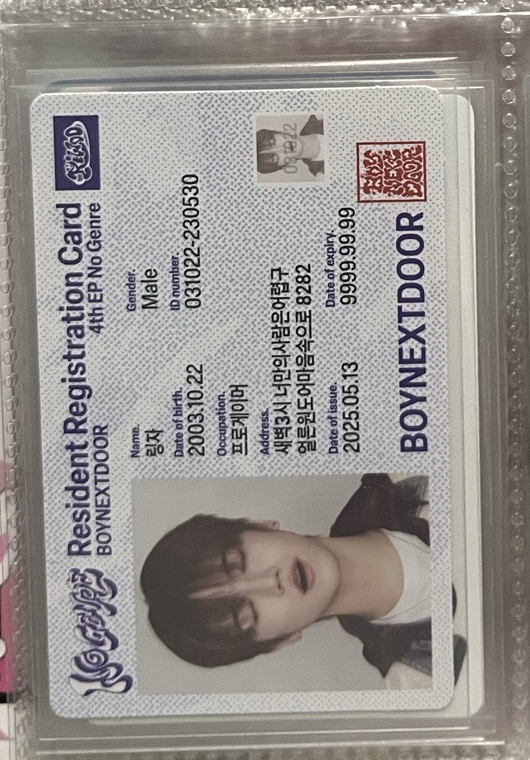 NO GENRE
Resident Registration Card
BOYNEXTDOOR 4th EP No Genre
Name.
링자
Gender.
Male
Date of birth.
2003.10.22
ID number.
031022-230530
Occupation.
프로게이머
Address.
새벽3시 너만의사람은어렵구
얼른원도어마음속으로 8282
Date of issue.
2025.05.13
Date of expiry.
9999.99.99
BOYNEXTDOOR